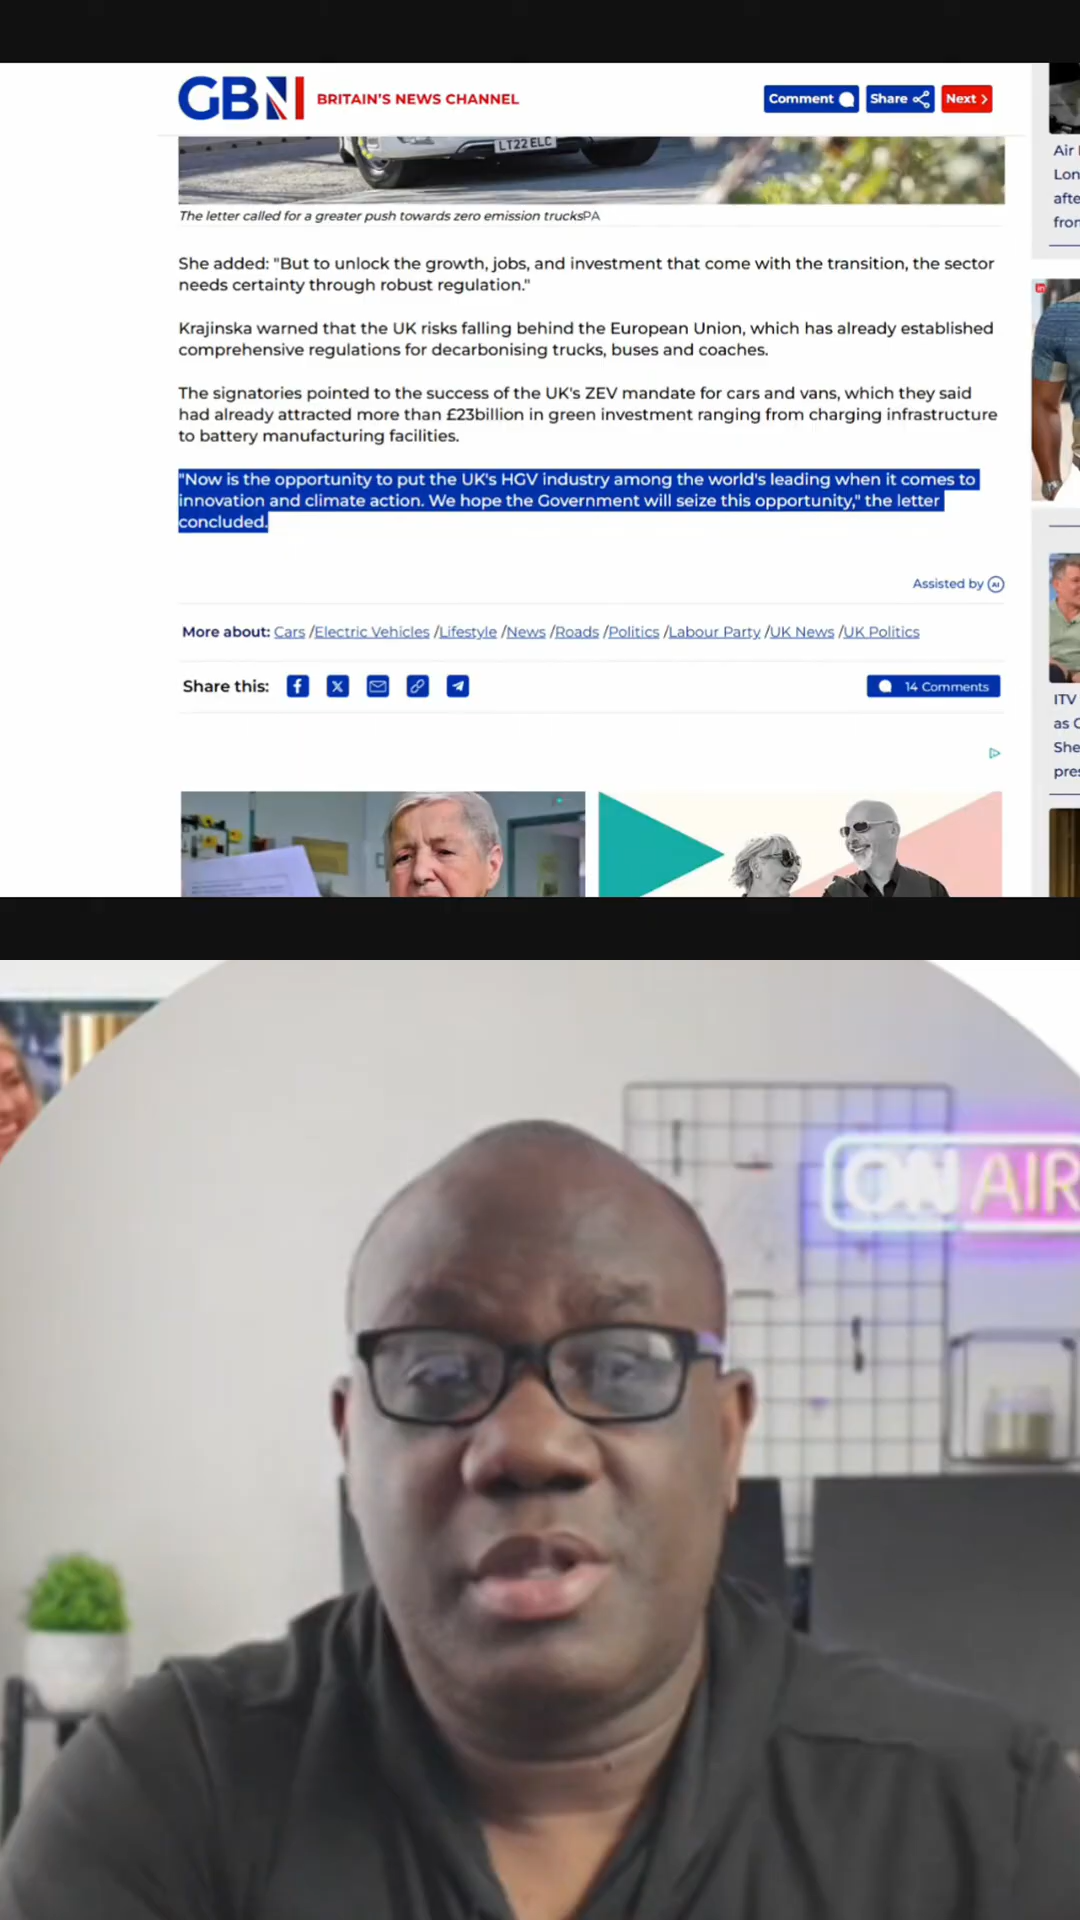 GBN BRITAIN'S NEWS CHANNEL
Comment Share Next
LT22 ELC
The letter called for a greater push towards zero emission trucksPA
She added: "But to unlock the growth, jobs, and investment that come with the transition, the sector
needs certainty through robust regulation."
Krajinska warned that the UK risks falling behind the European Union, which has already established
comprehensive regulations for decarbonising trucks, buses and coaches.
The signatories pointed to the success of the UK's ZEV mandate for cars and vans, which they said
had already attracted more than £23billion in green investment ranging from charging infrastructure
to battery manufacturing facilities.
"Now is the opportunity to put the UK's HGV industry among the world's leading when it comes to
innovation and climate action. We hope the Government will seize this opportunity," the letter
concluded.
Assisted by AI
More about: Cars /Electric Vehicles /Lifestyle /News /Roads /Politics /Labour Party /UK News /UK Politics
Share this:
14 Comments
Air
in
ITV
as
She
ON AIR